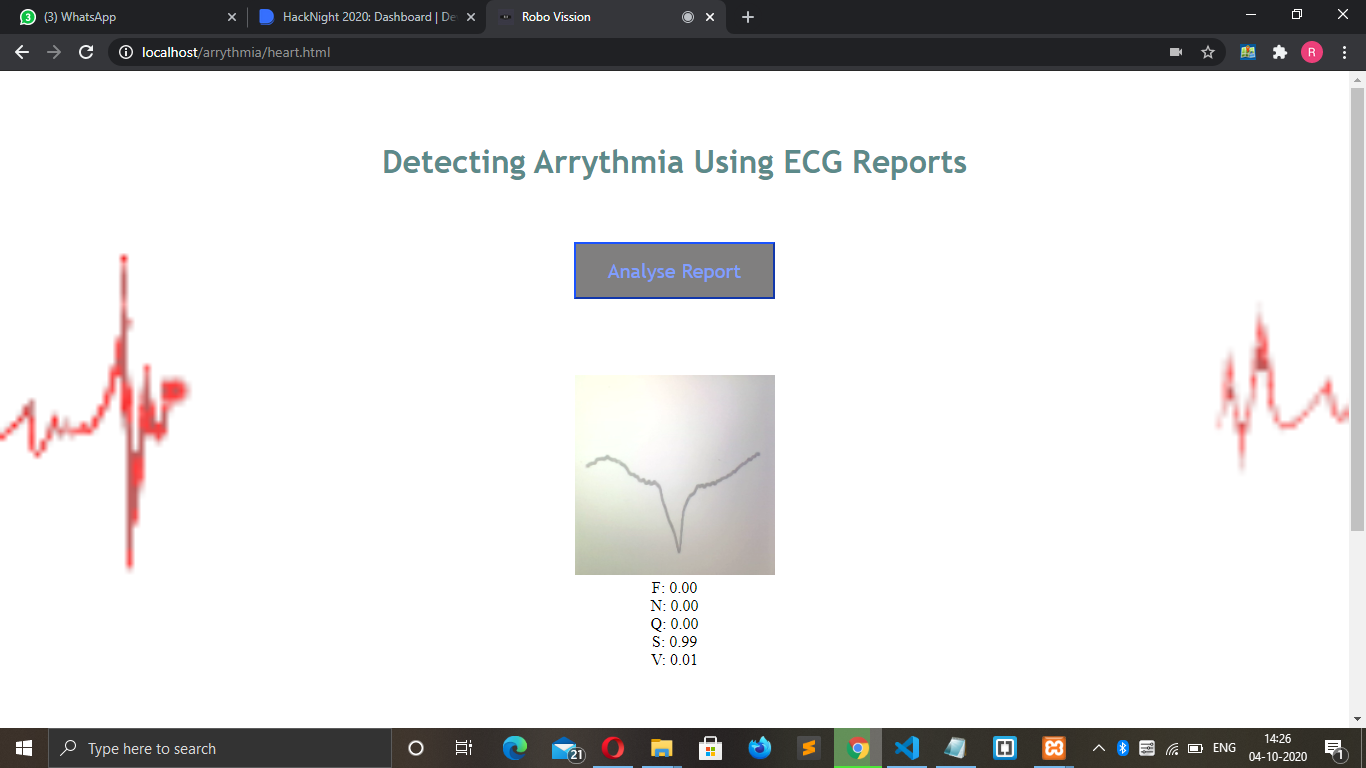 3
(3) WhatsApp
HackNight 2020: Dashboard | De
Robo Vission
localhost/arrythmia/heart.html
R
Detecting Arrythmia Using ECG Reports
Analyse Report
F: 0.00
N: 0.00
Q: 0.00
S: 0.99
V: 0.01
Type here to search
21
ENG
14:26
04-10-2020
1